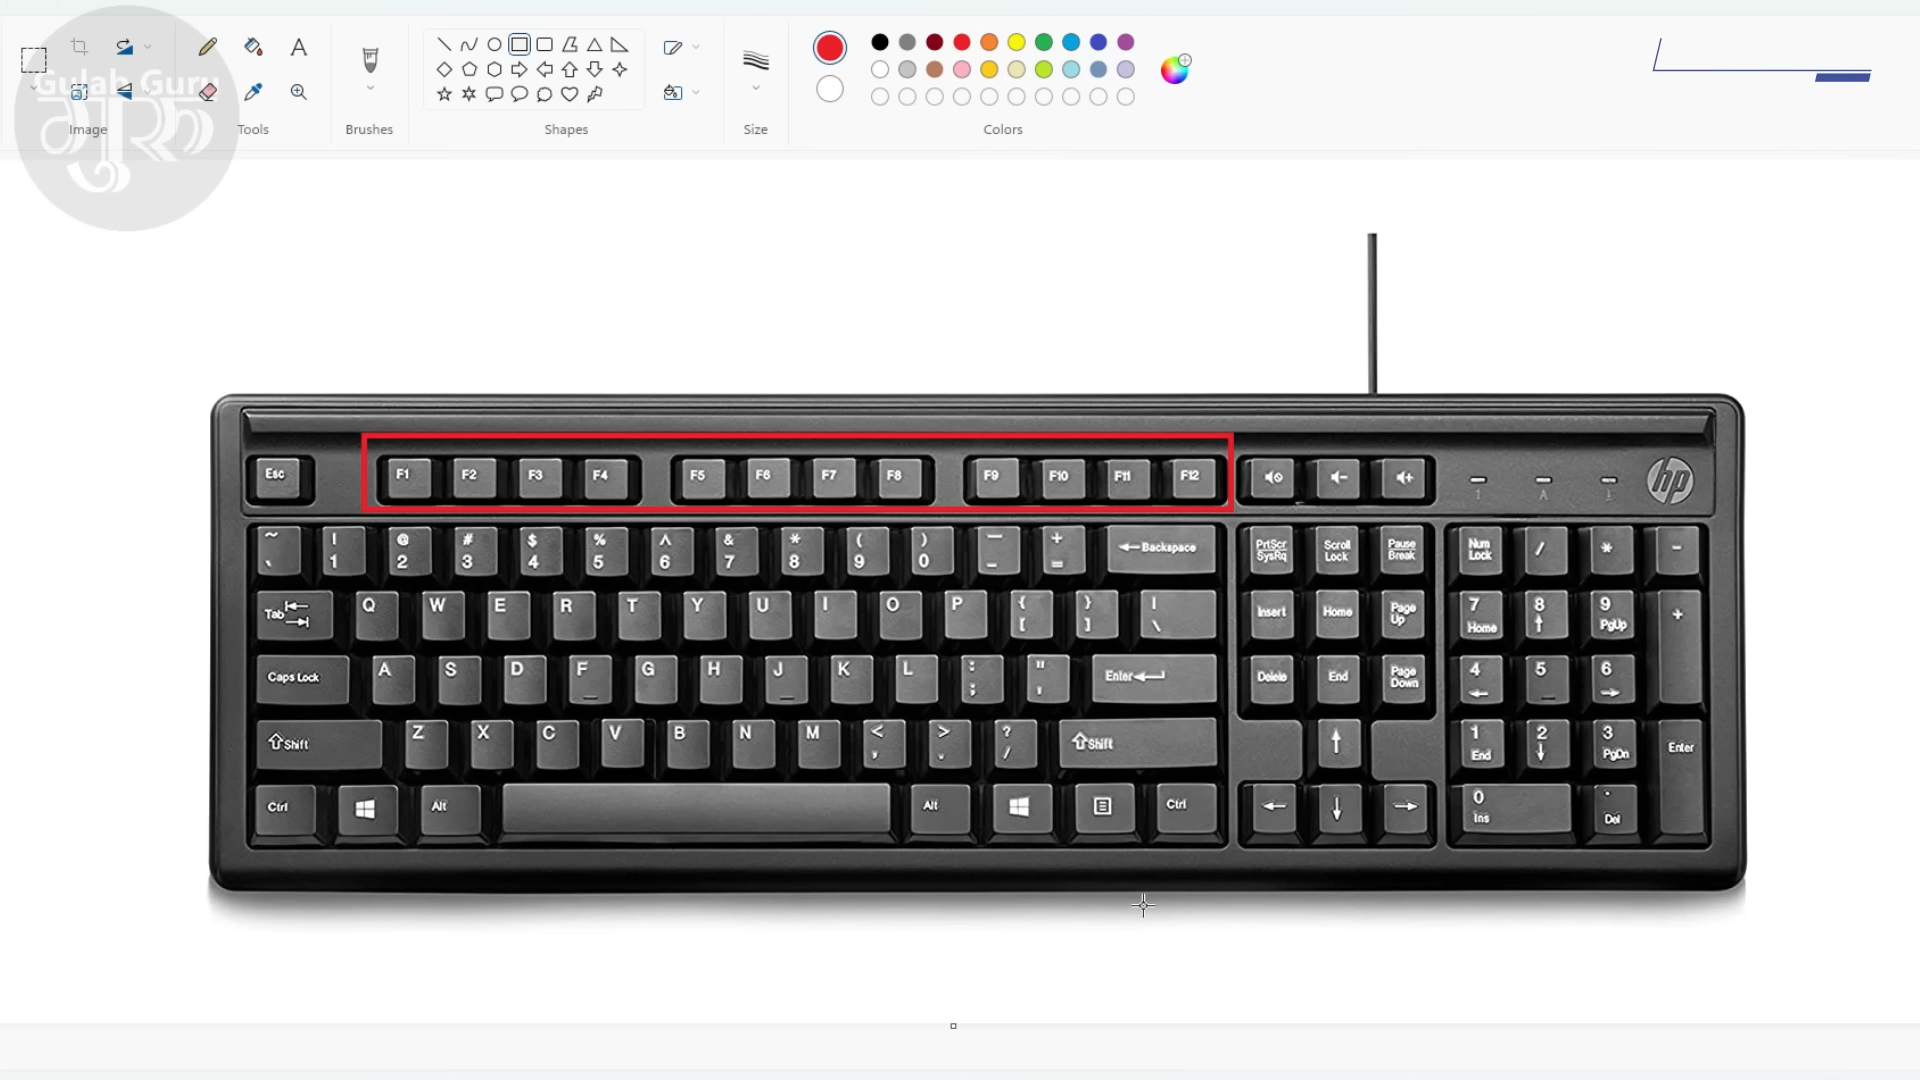 Gulab Guru
Image
Tools
Brushes
Shapes
Size
Colors
Esc F1 F2 F3 F4 F5 F6 F7 F8 F9 F10 F11 F12
1 A
hp
~ ` ! 1 @ 2 # 3 $ 4 % 5 ^ 6 & 7 * 8 ( 9 ) 0 — - + = Backspace PrtScr SysRq Scroll Lock Pause Break Num Lock / * -
Tab Q W E R T Y U I O P { [ } ] | \ Insert Home Page Up 7 Home 8 ↑ 9 PgUp +
Caps Lock A S D F G H J K L : ; " ' Enter Delete End Page Down 4 ← 5 6 →
Shift Z X C V B N M < , > . ? / Shift ↑ 1 End 2 ↓ 3 PgDn Enter
Ctrl Alt Alt Ctrl ← ↓ → 0 Ins . Del